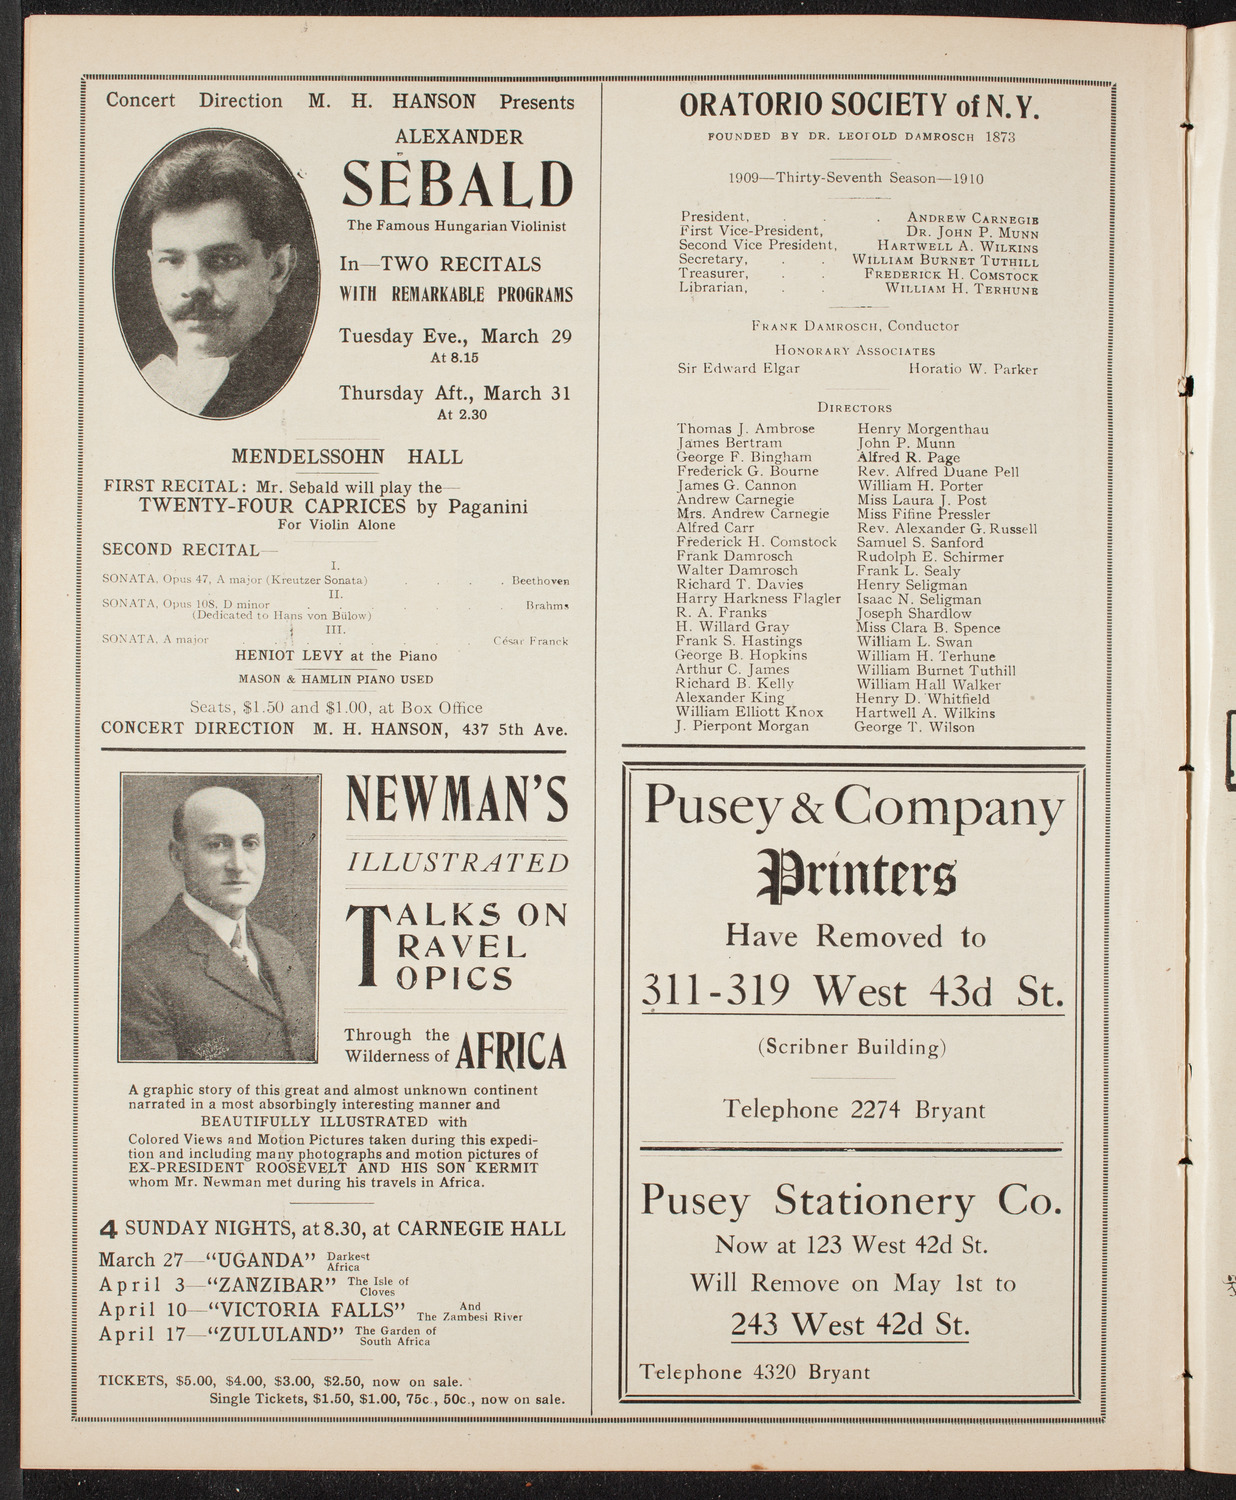 Concert Direction M. H. HANSON Presents
ALEXANDER
SËBALD
The Famous Hungarian Violinist
In—TWO RECITALS
WITH REMARKABLE PROGRAMS
Tuesday Eve., March 29
At 8.15
Thursday Aft., March 31
At 2.30
MENDELSSOHN HALL
FIRST RECITAL: Mr. Sebald will play the—
TWENTY-FOUR CAPRICES by Paganini
For Violin Alone
SECOND RECITAL—
I.
SONATA, Opus 47, A major (Kreutzer Sonata) . . . . Beethoven
II.
SONATA, Opus 108, D minor . . . . . . Brahms
(Dedicated to Hans von Bülow)
III.
SONATA, A major . . . . . . . César Franck
HENIOT LEVY at the Piano
MASON & HAMLIN PIANO USED
Seats, $1.50 and $1.00, at Box Office
CONCERT DIRECTION M. H. HANSON, 437 5th Ave.
NEWMAN'S
ILLUSTRATED
TALKS ON
TRAVEL
TOPICS
Through the
Wilderness of AFRICA
A graphic story of this great and almost unknown continent
narrated in a most absorbingly interesting manner and
BEAUTIFULLY ILLUSTRATED with
Colored Views and Motion Pictures taken during this expedi-
tion and including many photographs and motion pictures of
EX-PRESIDENT ROOSEVELT AND HIS SON KERMIT
whom Mr. Newman met during his travels in Africa.
4 SUNDAY NIGHTS, at 8.30, at CARNEGIE HALL
March 27—"UGANDA" Darkest Africa
April 3—"ZANZIBAR" The Isle of Cloves
April 10—"VICTORIA FALLS" And The Zambesi River
April 17—"ZULULAND" The Garden of South Africa
TICKETS, $5.00, $4.00, $3.00, $2.50, now on sale.
Single Tickets, $1.50, $1.00, 75c., 50c., now on sale.
ORATORIO SOCIETY of N.Y.
FOUNDED BY DR. LEOPOLD DAMROSCH 1873
1909—Thirty-Seventh Season—1910
President, . . . ANDREW CARNEGIE
First Vice-President, DR. JOHN P. MUNN
Second Vice President, HARTWELL A. WILKINS
Secretary, . . WILLIAM BURNET TUTHILL
Treasurer, . . FREDERICK H. COMSTOCK
Librarian, . . WILLIAM H. TERHUNE
FRANK DAMROSCH, Conductor
HONORARY ASSOCIATES
Sir Edward Elgar Horatio W. Parker
DIRECTORS
Thomas J. Ambrose
James Bertram
George F. Bingham
Frederick G. Bourne
James G. Cannon
Andrew Carnegie
Mrs. Andrew Carnegie
Alfred Carr
Frederick H. Comstock
Frank Damrosch
Walter Damrosch
Richard T. Davies
Harry Harkness Flagler
R. A. Franks
H. Willard Gray
Frank S. Hastings
George B. Hopkins
Arthur C. James
Richard B. Kelly
Alexander King
William Elliott Knox
J. Pierpont Morgan
Henry Morgenthau
John P. Munn
Alfred R. Page
Rev. Alfred Duane Pell
William H. Porter
Miss Laura J. Post
Miss Fifine Pressler
Rev. Alexander G. Russell
Samuel S. Sanford
Rudolph E. Schirmer
Frank L. Sealy
Henry Seligman
Isaac N. Seligman
Joseph Shardlow
Miss Clara B. Spence
William L. Swan
William H. Terhune
William Burnet Tuthill
William Hall Walker
Henry D. Whitfield
Hartwell A. Wilkins
George T. Wilson
Pusey & Company
Printers
Have Removed to
311-319 West 43d St.
(Scribner Building)
Telephone 2274 Bryant
Pusey Stationery Co.
Now at 123 West 42d St.
Will Remove on May 1st to
243 West 42d St.
Telephone 4320 Bryant